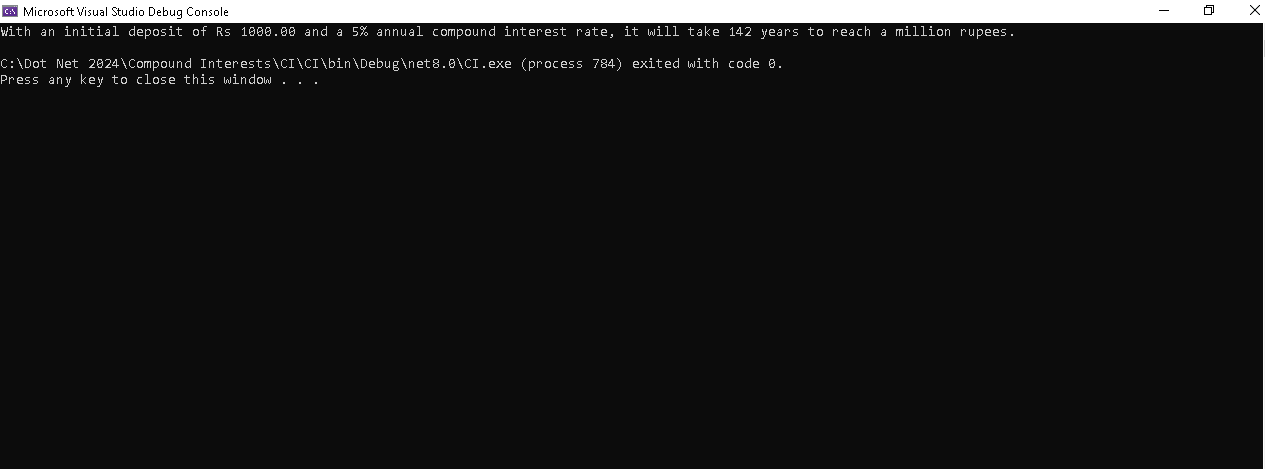 Microsoft Visual Studio Debug Console
With an initial deposit of Rs 1000.00 and a 5% annual compound interest rate, it will take 142 years to reach a million rupees.
C:\Dot Net 2024\Compound Interests\CI\CI\bin\Debug\net8.0\CI.exe (process 784) exited with code 0.
Press any key to close this window . . .